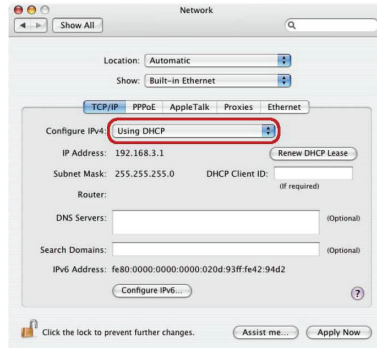 Network
Show All
Location: Automatic
Show: Built-in Ethernet
TCP/IP PPPoE AppleTalk Proxies Ethernet
Configure IPv4: Using DHCP
IP Address: 192.168.3.1 Renew DHCP Lease
Subnet Mask: 255.255.255.0 DHCP Client ID:
(If required)
Router:
DNS Servers: (Optional)
Search Domains: (Optional)
IPv6 Address: fe80:0000:0000:0000:020d:93ff:fe42:94d2
Configure IPv6... ?
Click the lock to prevent further changes. Assist me... Apply Now